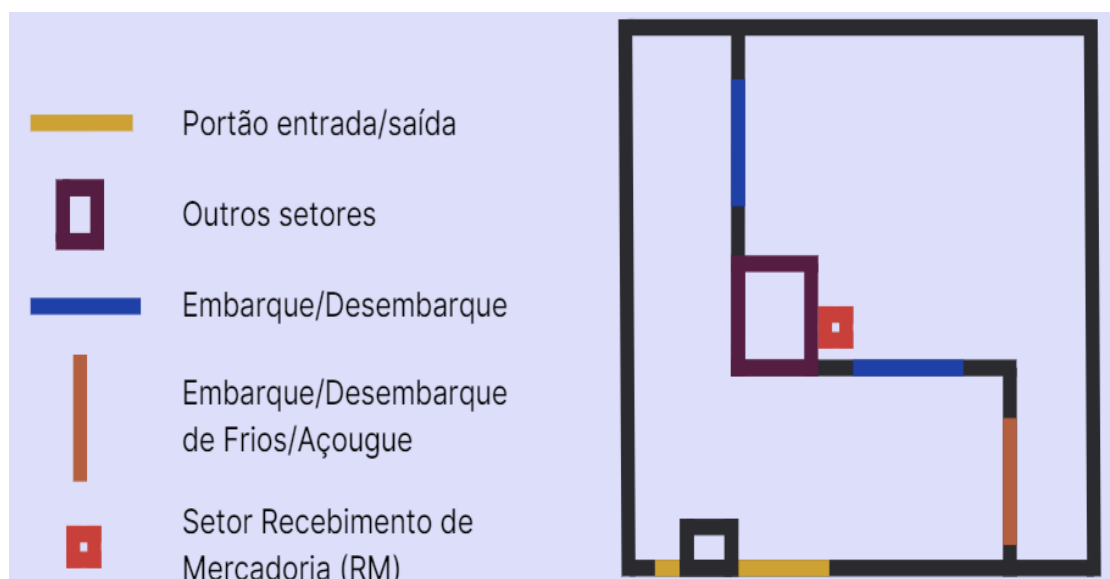 Portão entrada/saída
Outros setores
Embarque/Desembarque
Embarque/Desembarque
de Frios/Açougue
Setor Recebimento de
Mercadoria (RM)